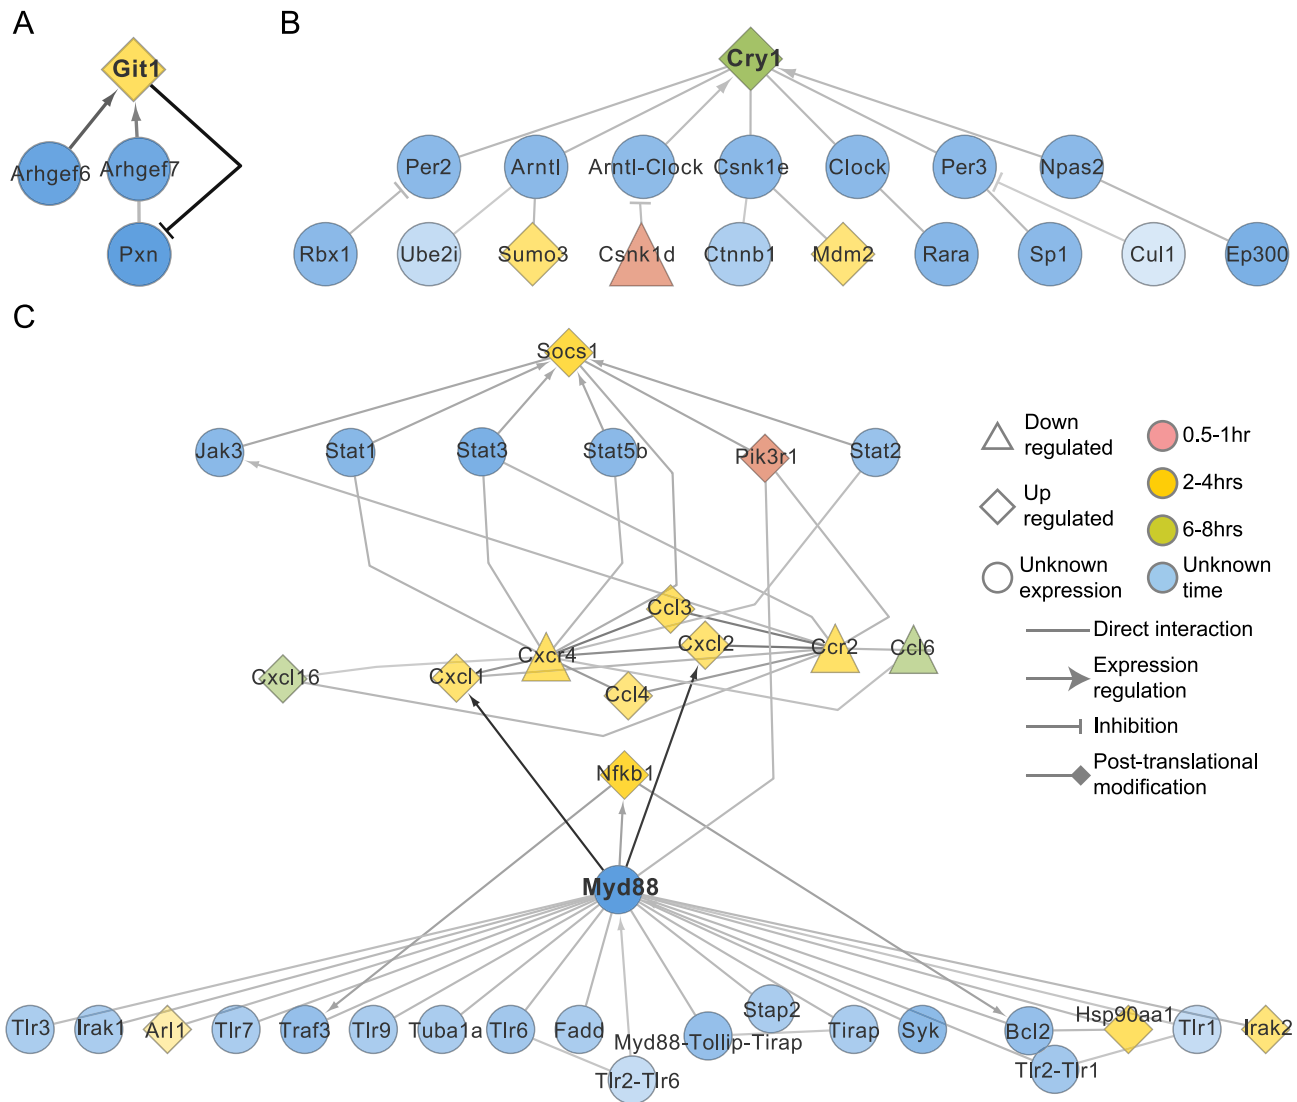 A
B
Git1
Cry1
Arhgef6
Arhgef7
Per2
Arntl
Arntl-Clock
Csnk1e
Clock
Per3
Npas2
Pxn
Rbx1
Ube2i
Sumo3
Csnk1d
Ctnnb1
Mdm2
Rara
Sp1
Cul1
Ep300
C
Socs1
Jak3
Stat1
Stat3
Stat5b
Pik3r1
Stat2
Ccl3
Cxcl2
Cxcr4
Ccr2
Ccl6
Cxcl16
Cxcl1
Ccl4
Nfkb1
Myd88
Tlr3
Irak1
Arl1
Tlr7
Traf3
Tlr9
Tuba1a
Tlr6
Fadd
Stap2
Myd88-Tollip-Tirap
Tirap
Syk
Bcl2
Hsp90aa1
Tlr1
Irak2
Tlr2-Tlr6
Tlr2-Tlr1
Down
regulated
0.5-1hr
Up
regulated
2-4hrs
6-8hrs
Unknown
expression
Unknown
time
Direct interaction
Expression
regulation
Inhibition
Post-translational
modification